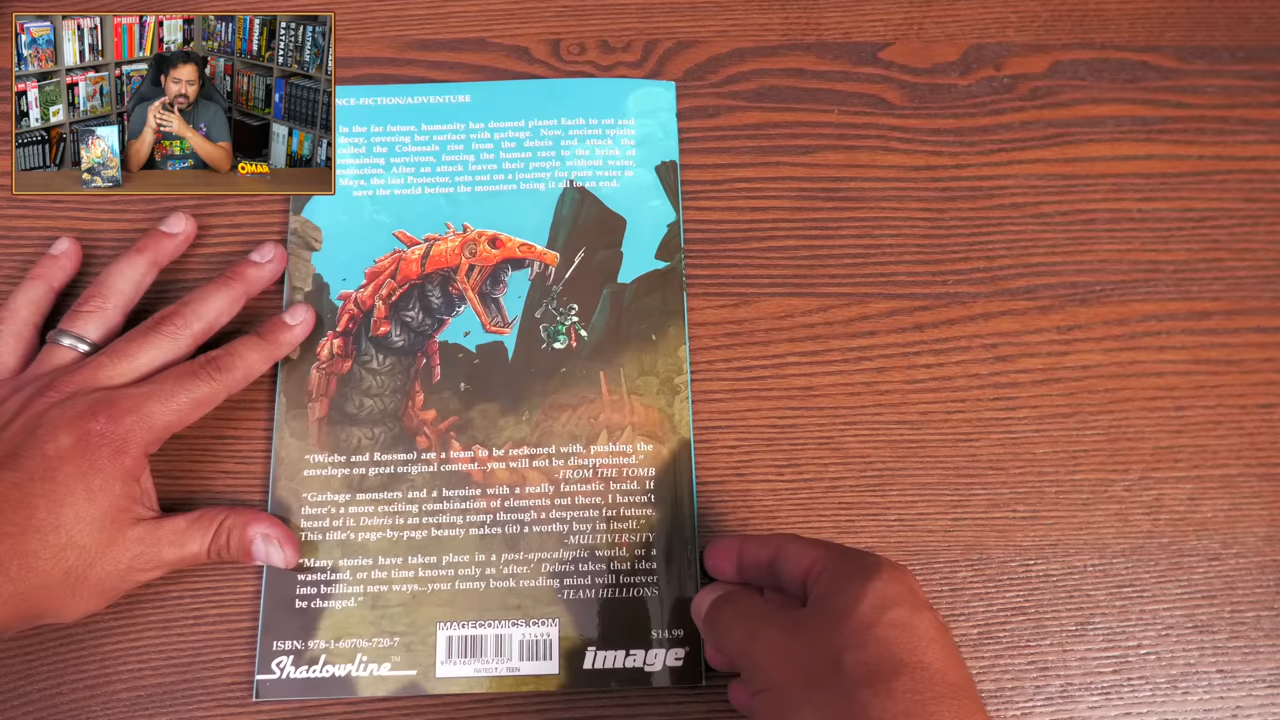 NCE-FICTION/ADVENTURE
In the far future, humanity has doomed planet Earth to rot and
decay, covering her surface with garbage. Now, ancient spirits
called the Colossals rise from the debris and attack the
remaining survivors, forcing the human race to the brink of
extinction. After an attack leaves their people without water,
Maya, the last Protector, sets out on a journey for pure water to
save the world before the monsters bring it all to an end.
"(Wiebe and Rossmo) are a team to be reckoned with, pushing the
envelope on great original content...you will not be disappointed."
-FROM THE TOMB
"Garbage monsters and a heroine with a really fantastic braid. If
there's a more exciting combination of elements out there, I haven't
heard of it. Debris is an exciting romp through a desperate far future.
This title's page-by-page beauty makes (it) a worthy buy in itself."
-MULTIVERSITY
"Many stories have taken place in a post-apocalyptic world, or a
wasteland, or the time known only as 'after.' Debris takes that idea
into brilliant new ways...your funny book reading mind will forever
be changed."
-TEAM HELLIONS
ISBN: 978-1-60706-720-7
Shadowline™
IMAGECOMICS.COM
51499
9781607067207
RATED T / TEEN
$14.99
image®
OMAR
BATMAN
BATMAN